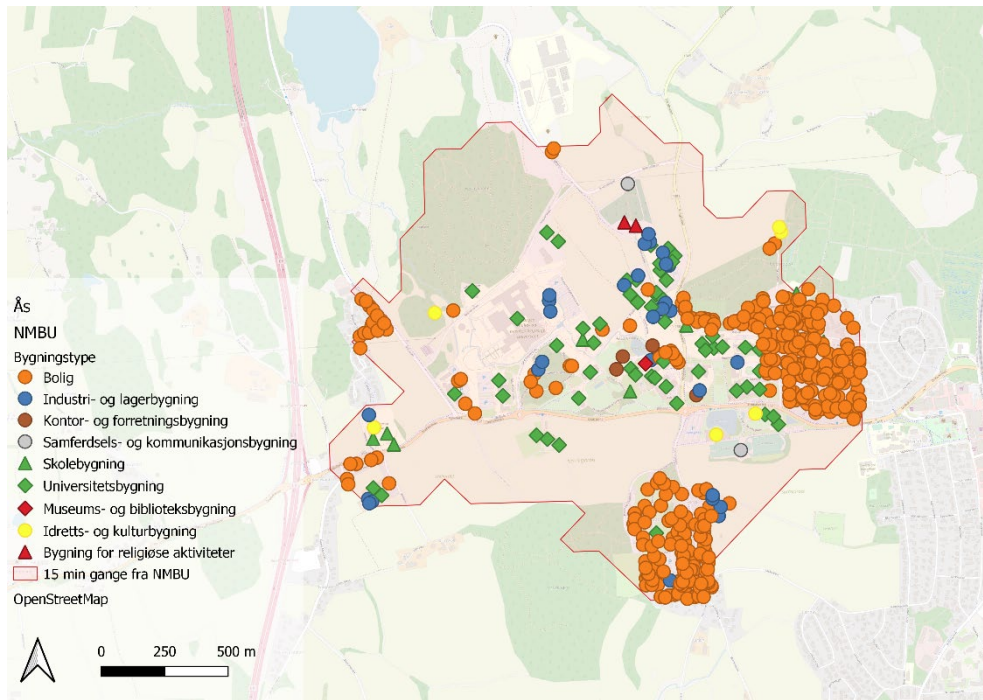 Ås
NMBU
Bygningstype
Bolig
Industri- og lagerbygning
Kontor- og forretningsbygning
Samferdsels- og kommunikasjonsbygning
Skolebygning
Universitetsbygning
Museums- og biblioteksbygning
Idretts- og kulturbygning
Bygning for religiøse aktiviteter
15 min gange fra NMBU
OpenStreetMap
0 250 500 m